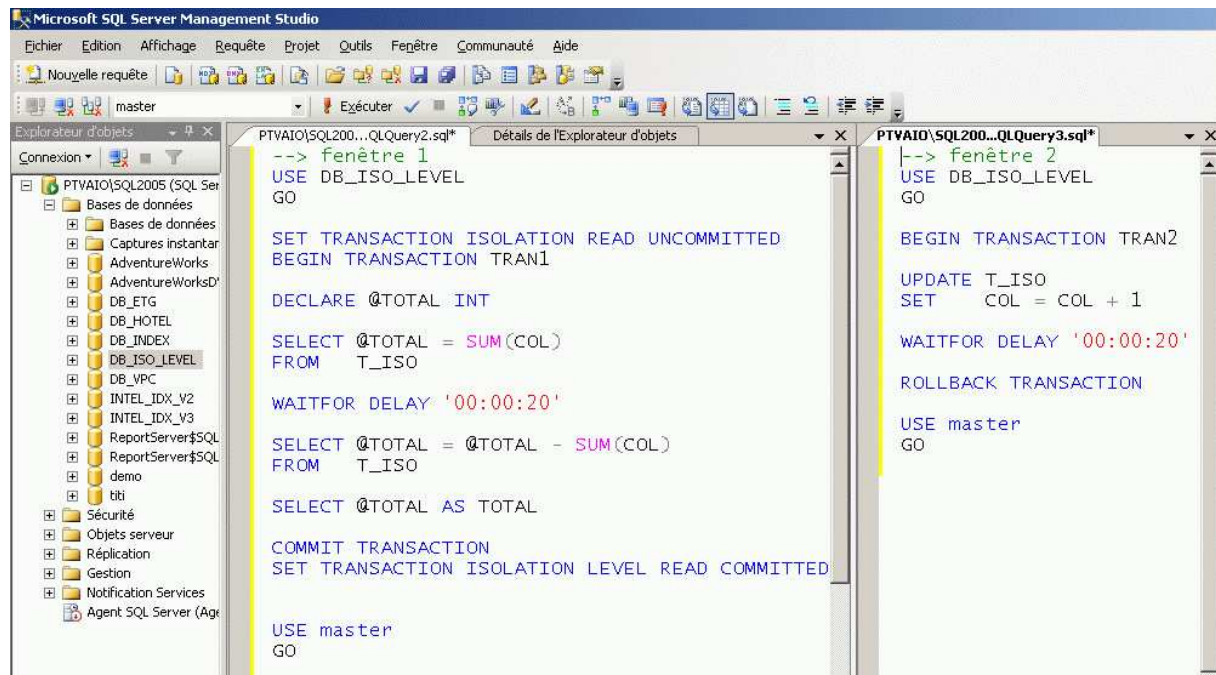 Microsoft SQL Server Management Studio
Fichier Edition Affichage Requête Projet Outils Fenêtre Communauté Aide
Nouvelle requête
master Exécuter
Explorateur d'objets
Connexion
PTVAIO\SQL2005 (SQL Ser
Bases de données
Bases de données
Captures instantar
AdventureWorks
AdventureWorksD
DB_ETG
DB_HOTEL
DB_INDEX
DB_ISO_LEVEL
DB_VPC
INTEL_IDX_V2
INTEL_IDX_V3
ReportServer$SQL
ReportServer$SQL
demo
titi
Sécurité
Objets serveur
Réplication
Gestion
Notification Services
Agent SQL Server (Age
PTVAIO\SQL200...QLQuery2.sql* Détails de l'Explorateur d'objets
--> fenêtre 1
USE DB_ISO_LEVEL
GO
SET TRANSACTION ISOLATION READ UNCOMMITTED
BEGIN TRANSACTION TRAN1
DECLARE @TOTAL INT
SELECT @TOTAL = SUM(COL)
FROM T_ISO
WAITFOR DELAY '00:00:20'
SELECT @TOTAL = @TOTAL - SUM(COL)
FROM T_ISO
SELECT @TOTAL AS TOTAL
COMMIT TRANSACTION
SET TRANSACTION ISOLATION LEVEL READ COMMITTED
USE master
GO
PTVAIO\SQL200...QLQuery3.sql*
--> fenêtre 2
USE DB_ISO_LEVEL
GO
BEGIN TRANSACTION TRAN2
UPDATE T_ISO
SET COL = COL + 1
WAITFOR DELAY '00:00:20'
ROLLBACK TRANSACTION
USE master
GO